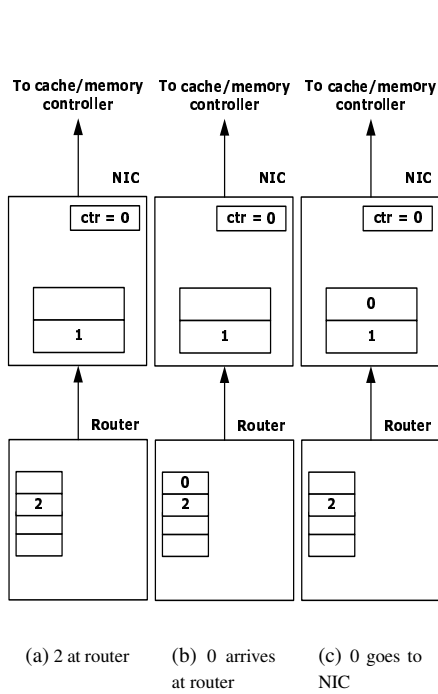 To cache/memory To cache/memory To cache/memory
controller controller controller
NIC NIC NIC
ctr = 0 ctr = 0 ctr = 0
0
1 1 1
Router Router Router
0
2 2 2
(a) 2 at router (b) 0 arrives (c) 0 goes to
at router NIC